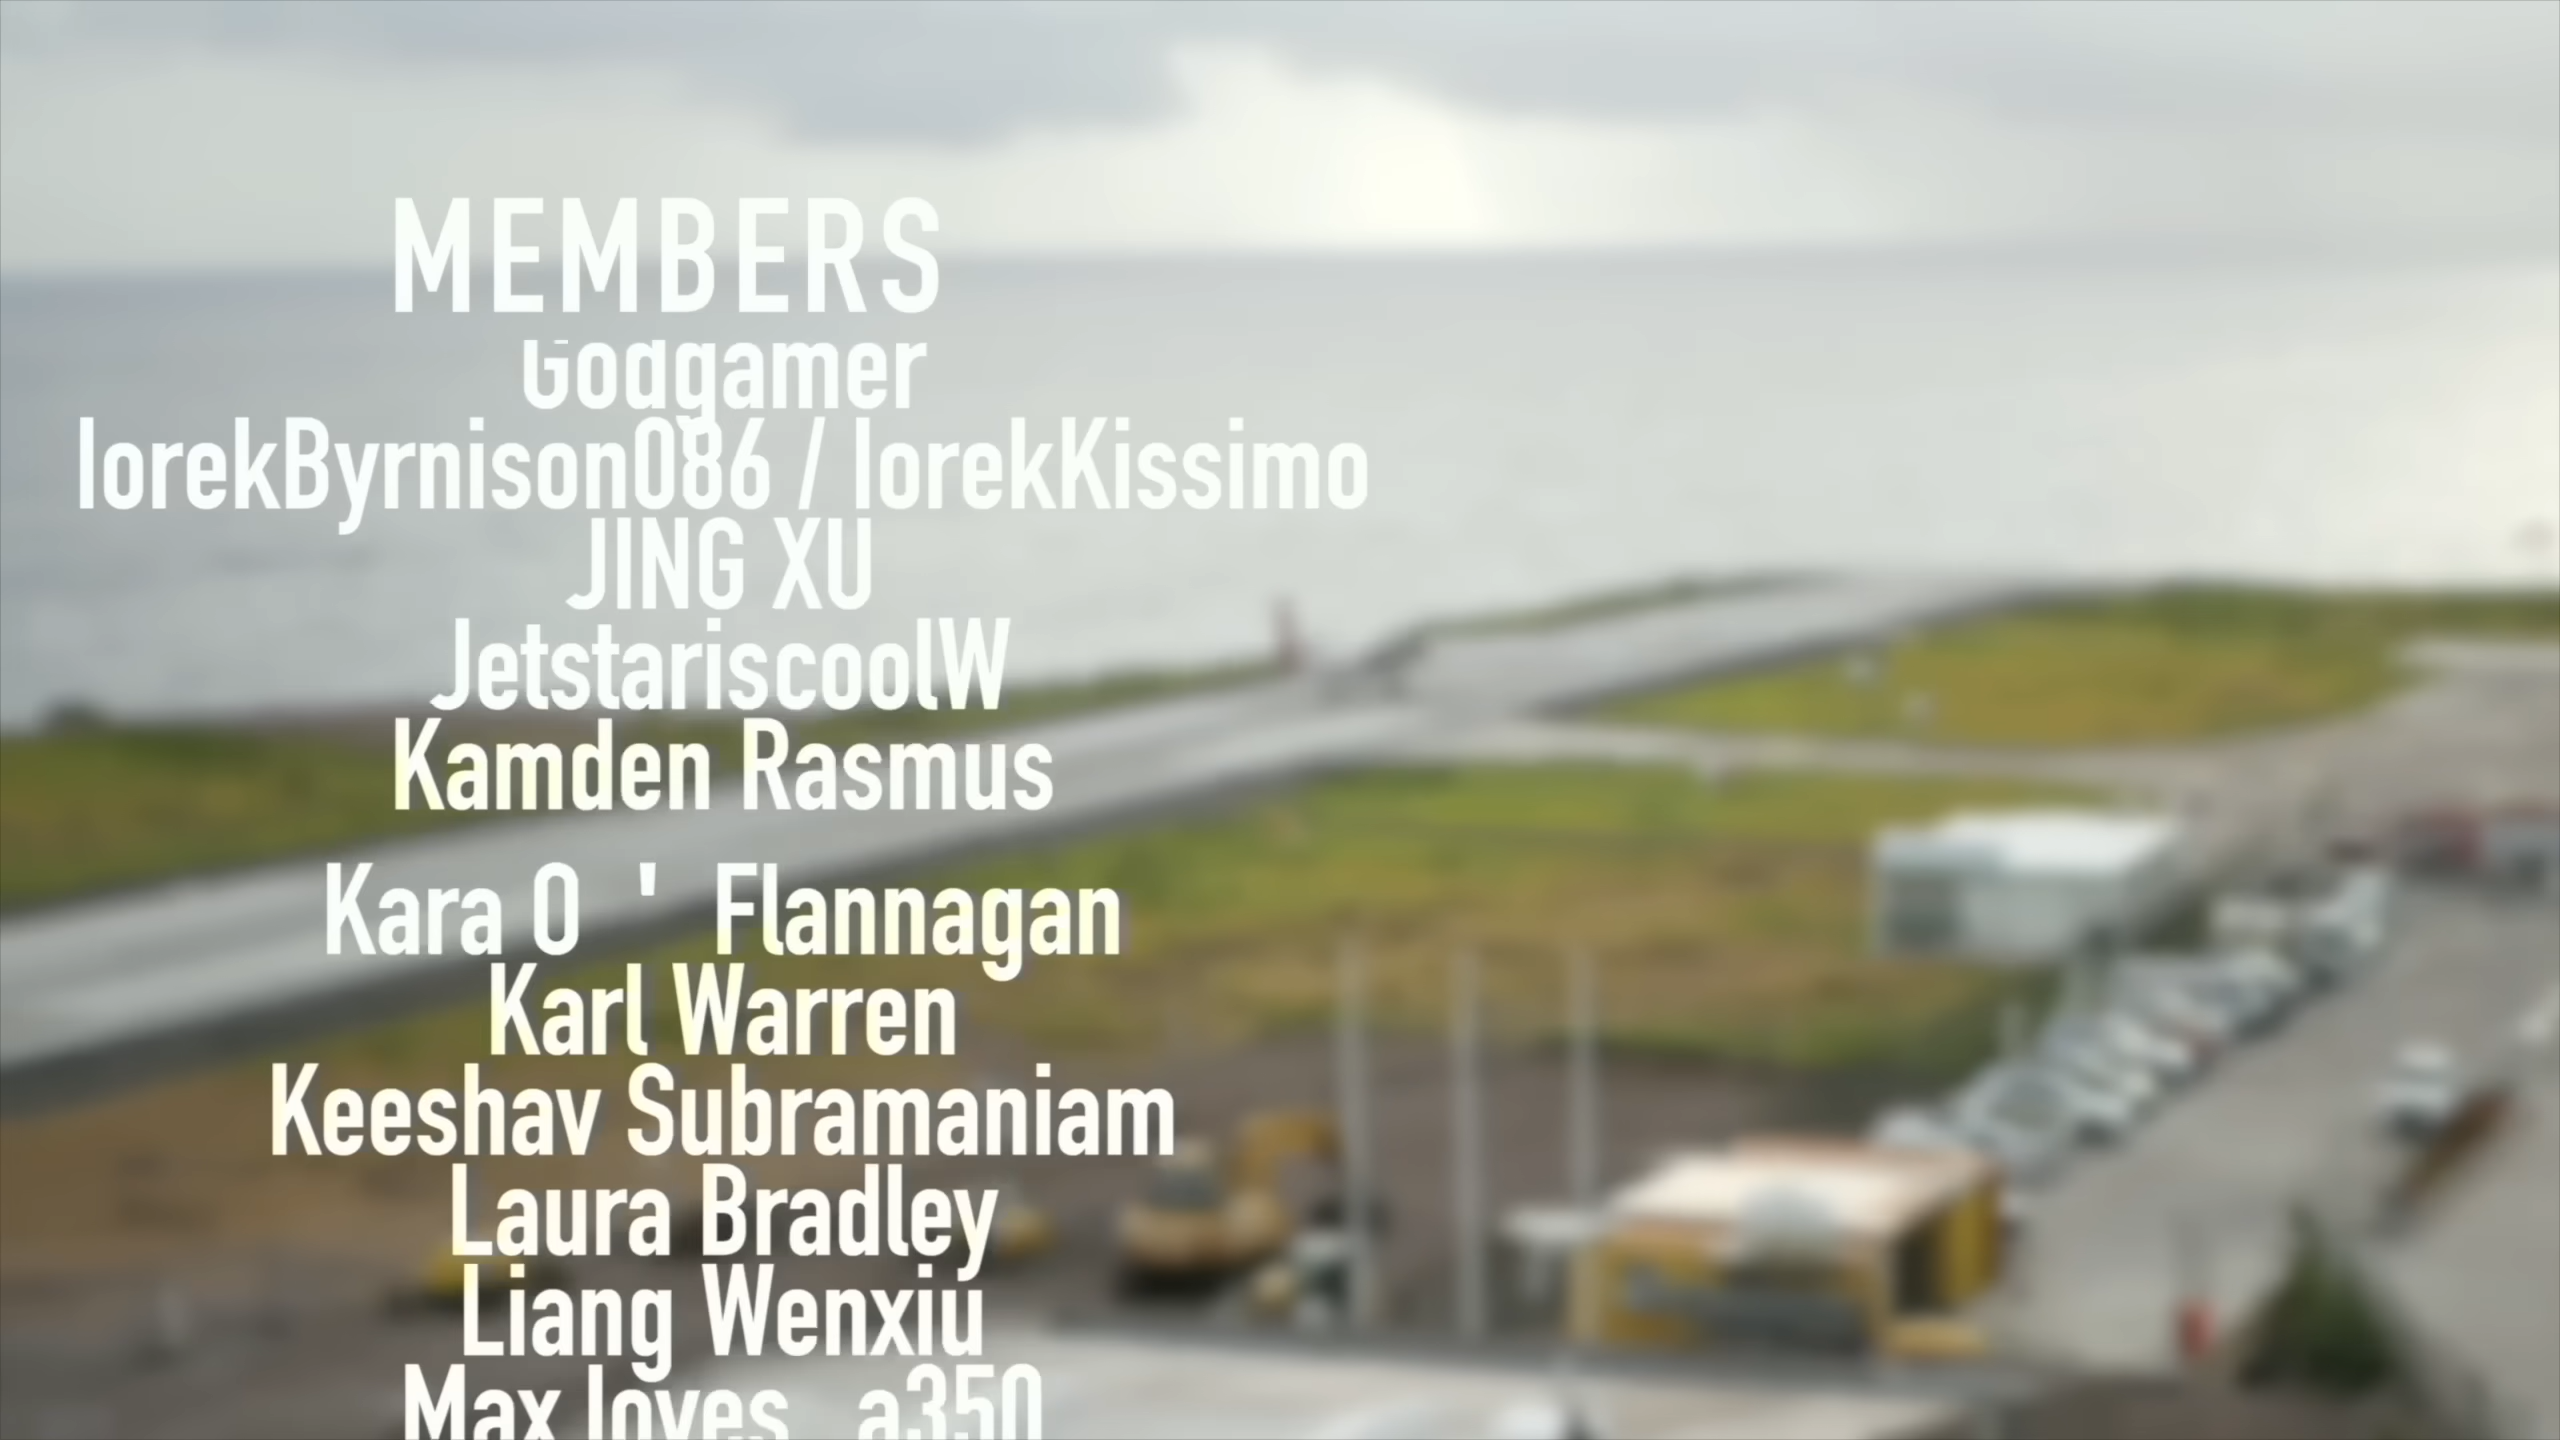 MEMBERS
Godgamer
IorekByrnison086 / IorekKissimo
JING XU
JetstariscoolW
Kamden Rasmus
Kara O ' Flannagan
Karl Warren
Keeshav Subramaniam
Laura Bradley
Liang Wenxiu
Max loves a350